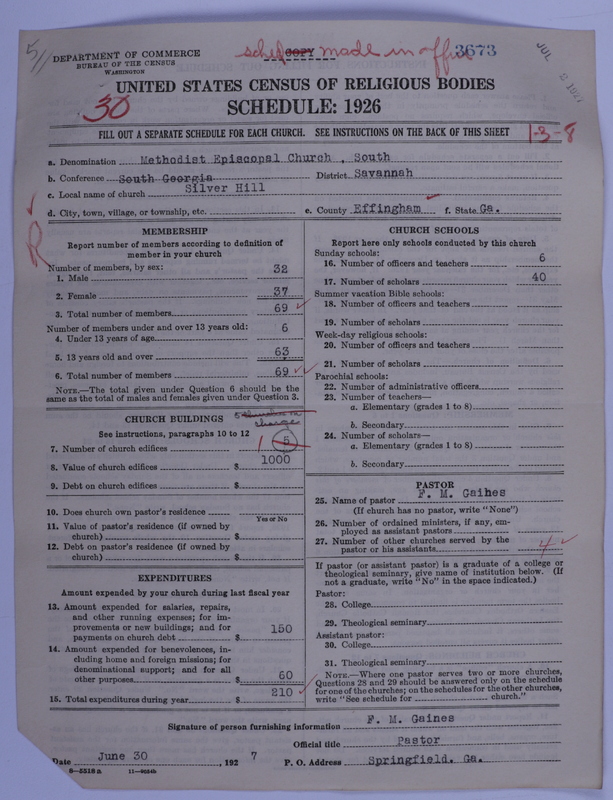 5//
DEPARTMENT OF COMMERCE
BUREAU OF THE CENSUS
WASHINGTON
COPY
sched made in office
3673
JUL 8 1927
UNITED STATES CENSUS OF RELIGIOUS BODIES
30
SCHEDULE: 1926
FILL OUT A SEPARATE SCHEDULE FOR EACH CHURCH. SEE INSTRUCTIONS ON THE BACK OF THIS SHEET
1-3-8
a. Denomination Methodist Episcopal Church , South
b. Conference South Georgia District Savannah
c. Local name of church Silver Hill
d. City, town, village, or township, etc. e. County Effingham f. State Ga.
R
MEMBERSHIP
Report number of members according to definition of
member in your church
Number of members, by sex:
1. Male 32
2. Female 37
3. Total number of members 69
Number of members under and over 13 years old:
4. Under 13 years of age 6
5. 13 years old and over 63
6. Total number of members 69
NOTE.—The total given under Question 6 should be the
same as the total of males and females given under Question 3.
CHURCH BUILDINGS
5 churches in
charge
See instructions, paragraphs 10 to 12
7. Number of church edifices 1 5
8. Value of church edifices $ 1000
9. Debt on church edifices $
10. Does church own pastor's residence
Yes or No
11. Value of pastor's residence (if owned by
church) $
12. Debt on pastor's residence (if owned by
church) $
EXPENDITURES
Amount expended by your church during last fiscal year
13. Amount expended for salaries, repairs,
and other running expenses; for im-
provements or new buildings; and for
payments on church debt $ 150
14. Amount expended for benevolences, in-
cluding home and foreign missions; for
denominational support; and for all
other purposes $ 60
15. Total expenditures during year $ 210
CHURCH SCHOOLS
Report here only schools conducted by this church
Sunday schools:
16. Number of officers and teachers 6
17. Number of scholars 40
Summer vacation Bible schools:
18. Number of officers and teachers
19. Number of scholars
Week-day religious schools:
20. Number of officers and teachers
21. Number of scholars
Parochial schools:
22. Number of administrative officers
23. Number of teachers—
a. Elementary (grades 1 to 8)
b. Secondary
24. Number of scholars—
a. Elementary (grades 1 to 8)
b. Secondary
PASTOR
25. Name of pastor F. M. Gaines
(If church has no pastor, write "None")
26. Number of ordained ministers, if any, em-
ployed as assistant pastors
27. Number of other churches served by the
pastor or his assistants 4
If pastor (or assistant pastor) is a graduate of a college or
theological seminary, give name of institution below. (If
not a graduate, write "No" in the space indicated.)
Pastor:
28. College
29. Theological seminary
Assistant pastor:
30. College
31. Theological seminary
NOTE.—Where one pastor serves two or more churches,
Questions 28 and 29 should be answered only on the schedule
for one of the churches; on the schedules for the other churches,
write "See schedule for church."
Signature of person furnishing information F. M. Gaines
Official title Pastor
Date June 30, 1927 P. O. Address Springfield. Ga.